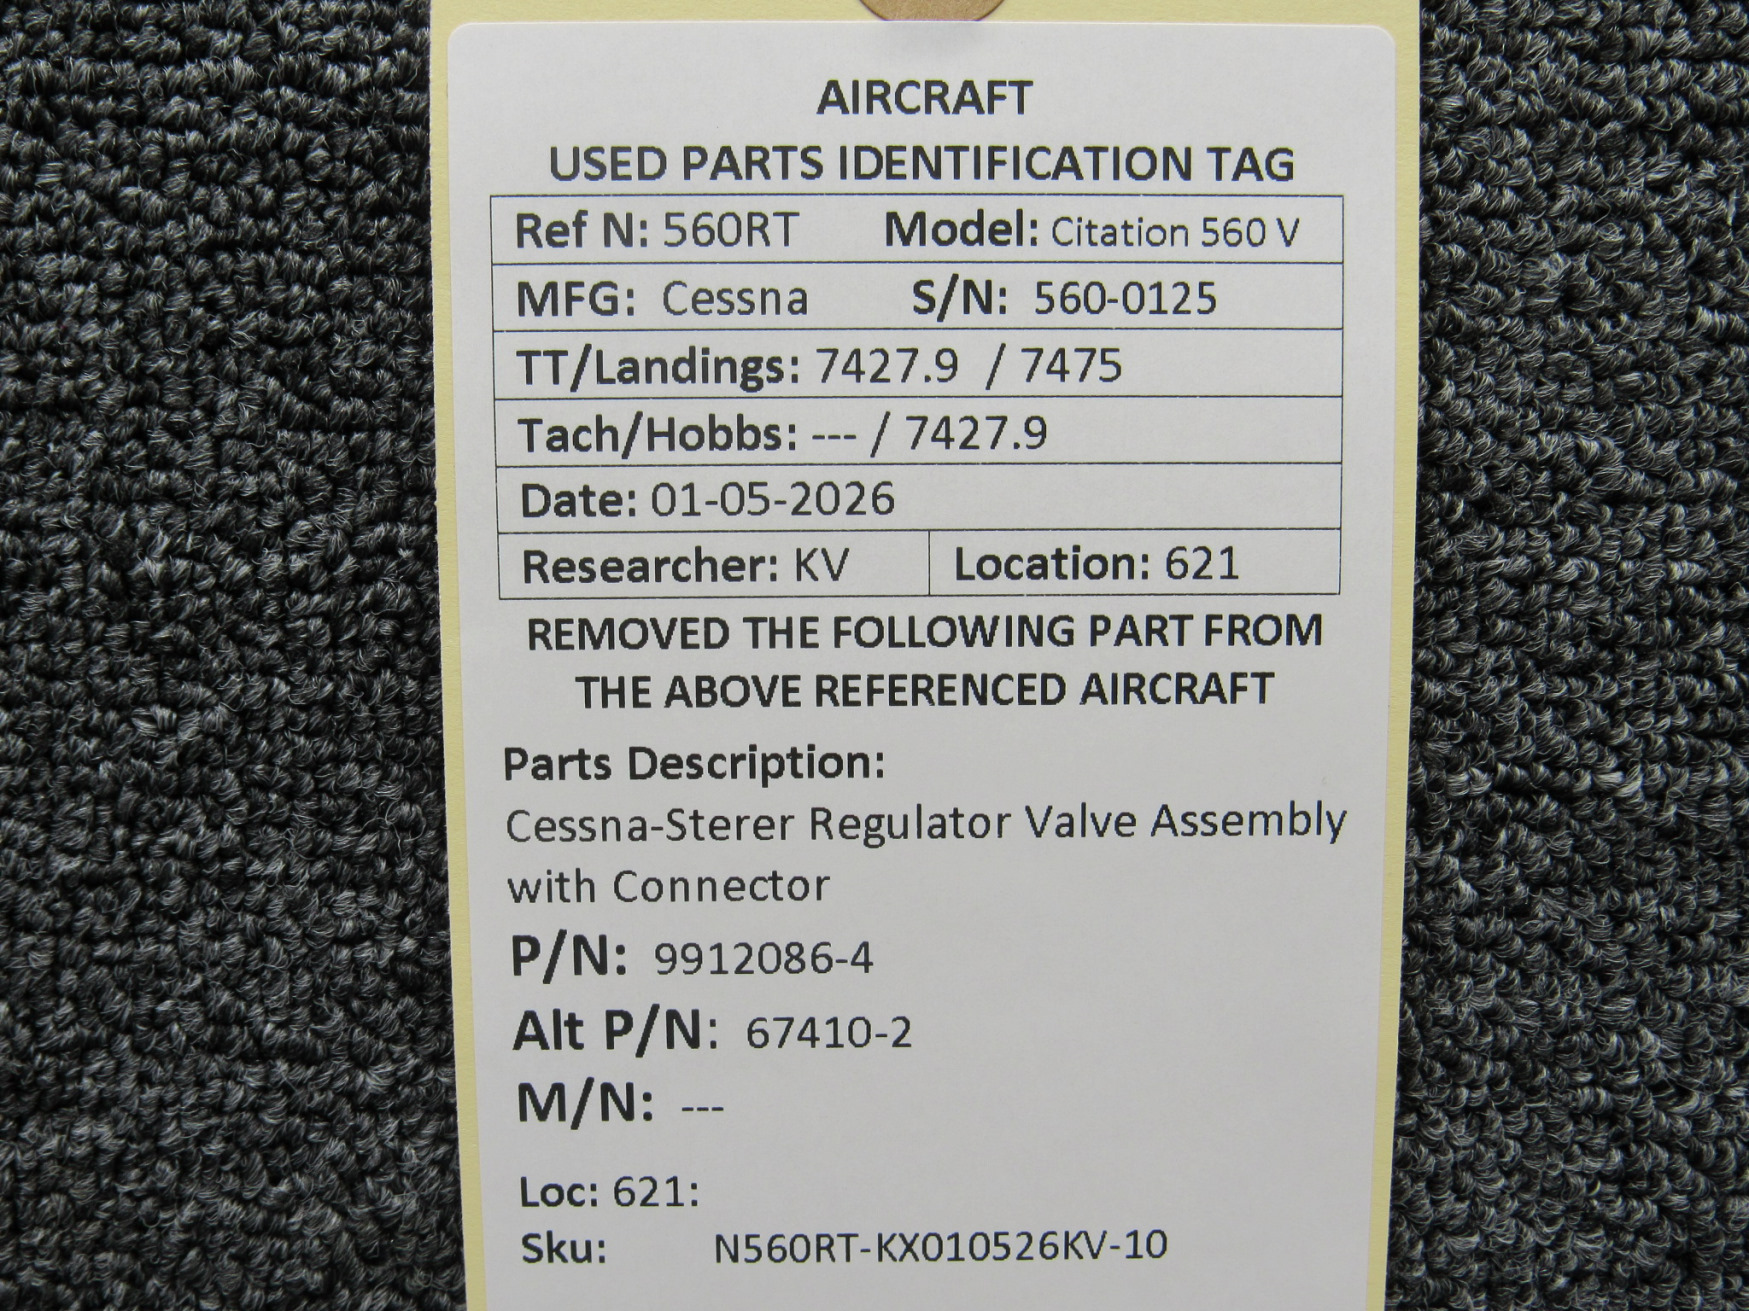 AIRCRAFT
USED PARTS IDENTIFICATION TAG
Ref N: 560RT Model: Citation 560 V
MFG: Cessna S/N: 560-0125
TT/Landings: 7427.9 / 7475
Tach/Hobbs: --- / 7427.9
Date: 01-05-2026
Researcher: KV Location: 621
REMOVED THE FOLLOWING PART FROM
THE ABOVE REFERENCED AIRCRAFT
Parts Description:
Cessna-Sterer Regulator Valve Assembly
with Connector
P/N: 9912086-4
Alt P/N: 67410-2
M/N: ---
Loc: 621:
Sku: N560RT-KX010526KV-10